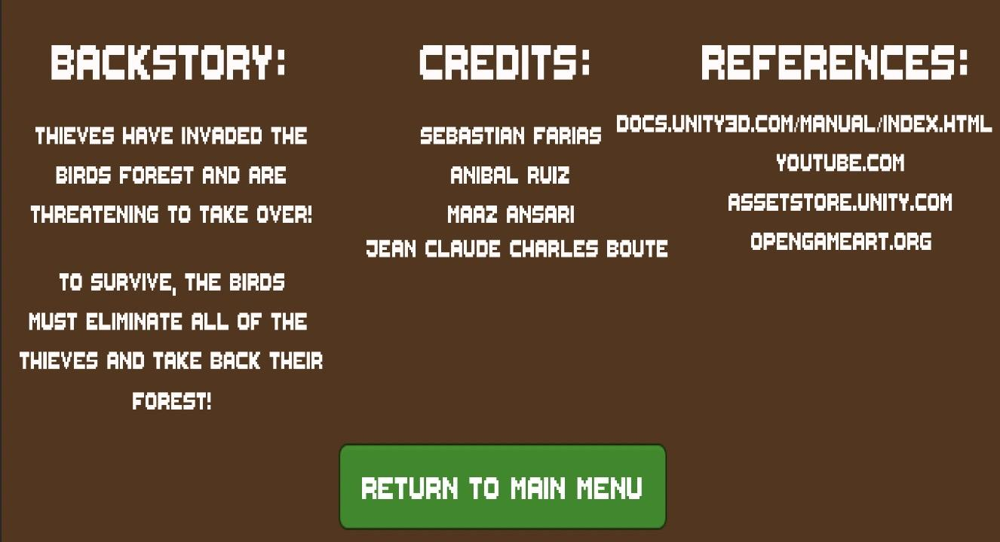 BACKSTORY:
THIEVES HAVE INVADED THE
BIRDS FOREST AND ARE
THREATENING TO TAKE OVER!
TO SURVIVE, THE BIRDS
MUST ELIMINATE ALL OF THE
THIEVES AND TAKE BACK THEIR
FOREST!
CREDITS:
SEBASTIAN FARIAS
ANIBAL RUIZ
MAAZ ANSARI
JEAN CLAUDE CHARLES BOUTE
REFERENCES:
DOCS.UNITY3D.COM/MANUAL/INDEX.HTML
YOUTUBE.COM
ASSETSTORE.UNITY.COM
OPENGAMEART.ORG
RETURN TO MAIN MENU